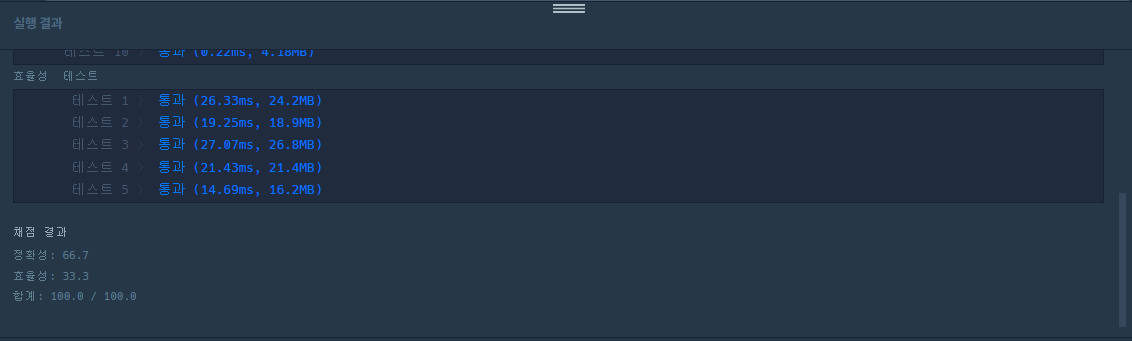 실행 결과
테스트 10 〉 통과 (0.22ms, 4.18MB)
효율성 테스트
테스트 1 〉 통과 (26.33ms, 24.2MB)
테스트 2 〉 통과 (19.25ms, 18.9MB)
테스트 3 〉 통과 (27.07ms, 26.8MB)
테스트 4 〉 통과 (21.43ms, 21.4MB)
테스트 5 〉 통과 (14.69ms, 16.2MB)
채점 결과
정확성: 66.7
효율성: 33.3
합계: 100.0 / 100.0